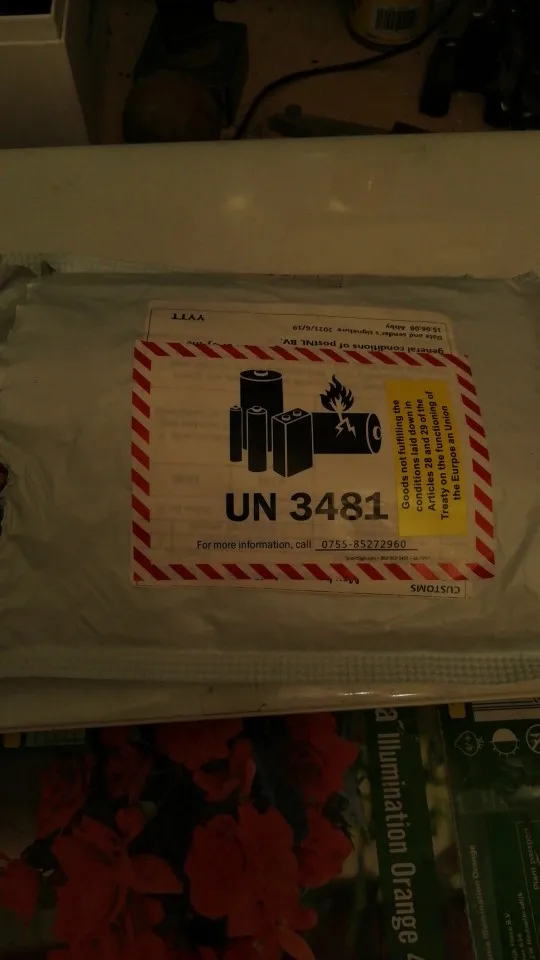 YYTT
Date and sender's signature 2021/6/19
15:06:08 Abby
general conditions of postNL BV.
UN 3481
For more information, call 0755-85272960
Goods not fulfilling the
conditions laid down in
Articles 28 and 29 of the
Treaty on the functioning of
the Eurpoe an Union
CUSTOMS
Illumination Orange
Illumination Orange